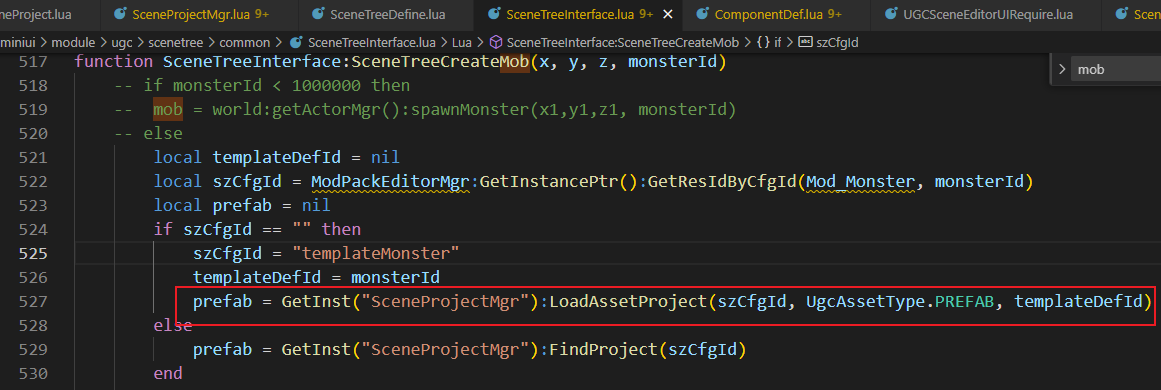 neProject.lua SceneProjectMgr.lua 9+ SceneTreeDefine.lua SceneTreeInterface.lua 9+ ComponentDef.lua 9+ UGCSceneEditorUIRequire.lua Scen
miniui > module > ugc > scenetree > common > SceneTreeInterface.lua > Lua > SceneTreeInterface:SceneTreeCreateMob > {} if > szCfgId
mob
517 function SceneTreeInterface:SceneTreeCreateMob(x, y, z, monsterId)
518 -- if monsterId < 1000000 then
519 --  mob = world:getActorMgr():spawnMonster(x1,y1,z1, monsterId)
520 -- else
521 local templateDefId = nil
522 local szCfgId = ModPackEditorMgr:GetInstancePtr():GetResIdByCfgId(Mod_Monster, monsterId)
523 local prefab = nil
524 if szCfgId == "" then
525 szCfgId = "templateMonster"
526 templateDefId = monsterId
527 prefab = GetInst("SceneProjectMgr"):LoadAssetProject(szCfgId, UgcAssetType.PREFAB, templateDefId)
528 else
529 prefab = GetInst("SceneProjectMgr"):FindProject(szCfgId)
530 end